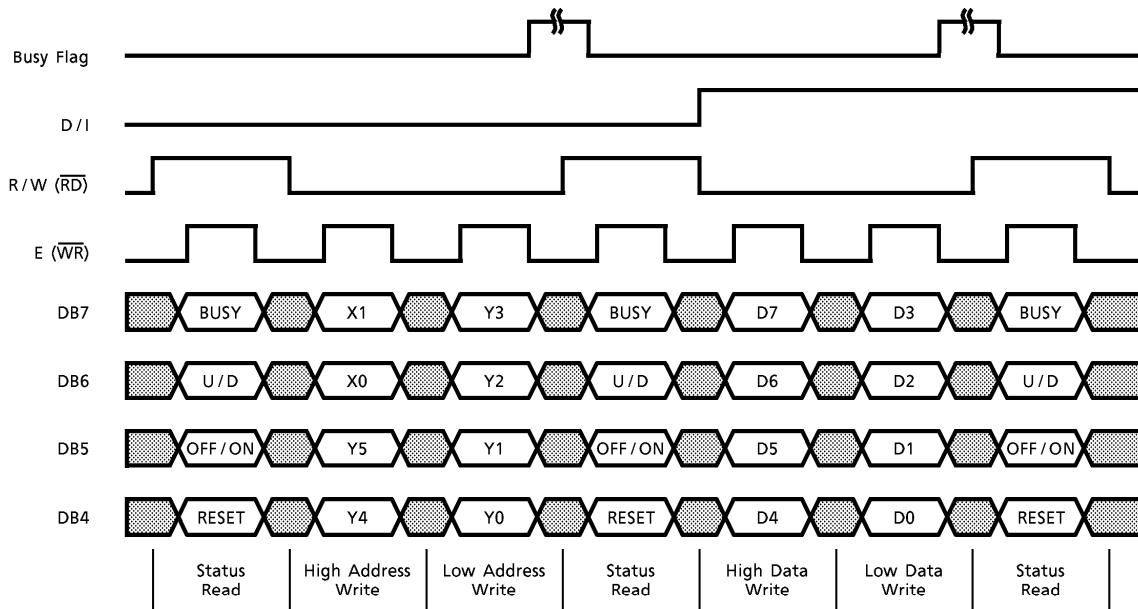 Busy Flag
D / I
R / W (RD)
E (WR)
DB7 BUSY X1 Y3 BUSY D7 D3 BUSY
DB6 U / D X0 Y2 U / D D6 D2 U / D
DB5 OFF / ON Y5 Y1 OFF / ON D5 D1 OFF / ON
DB4 RESET Y4 Y0 RESET D4 D0 RESET
Status High Address Low Address Status High Data Low Data Status
Read Write Write Read Write Write Read